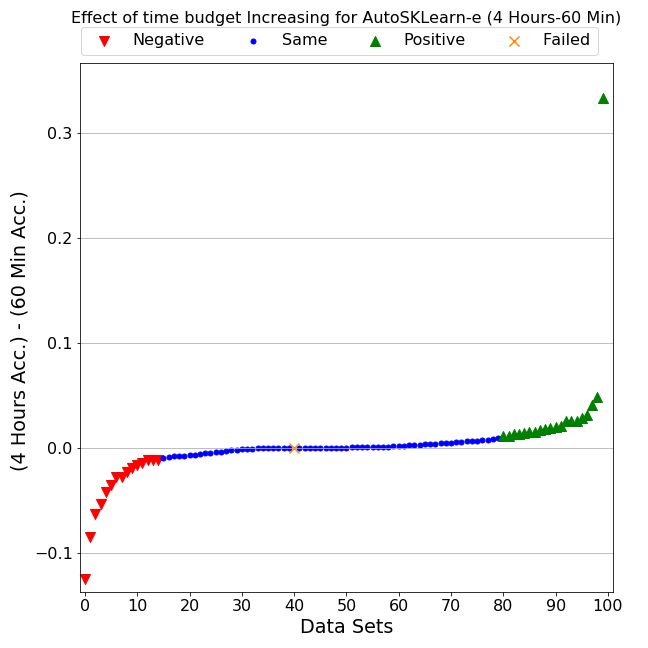 Effect of time budget Increasing for AutoSKLearn-e (4 Hours-60 Min)
Negative Same Positive Failed
(4 Hours Acc.) - (60 Min Acc.)
0.3
0.2
0.1
0.0
−0.1
0 10 20 30 40 50 60 70 80 90 100
Data Sets